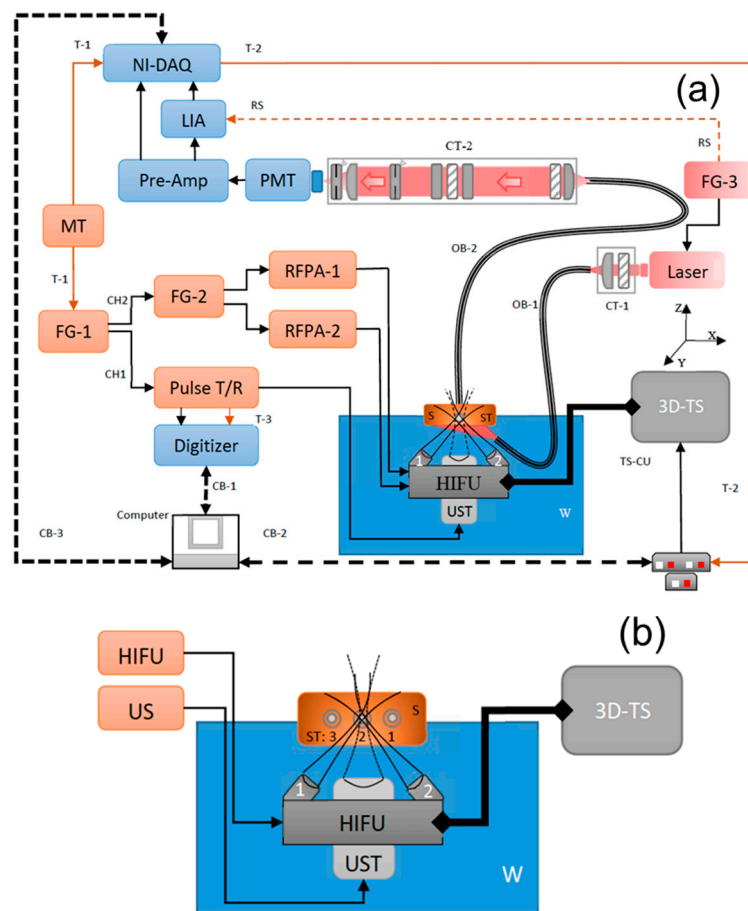 T-1
T-2
NI-DAQ
(a)
LIA
RS
RS
CT-2
Pre-Amp
PMT
FG-3
MT
OB-2
Laser
T-1
RFPA-1
OB-1
CT-1
CH2
FG-2
FG-1
RFPA-2
Z
X
Y
CH1
Pulse T/R
S
ST
3D-TS
T-3
Digitizer
1
2
HIFU
TS-CU
T-2
CB-1
UST
W
Computer
CB-3
CB-2
(b)
HIFU
US
S
3D-TS
ST: 3
2
1
1
2
HIFU
UST
W